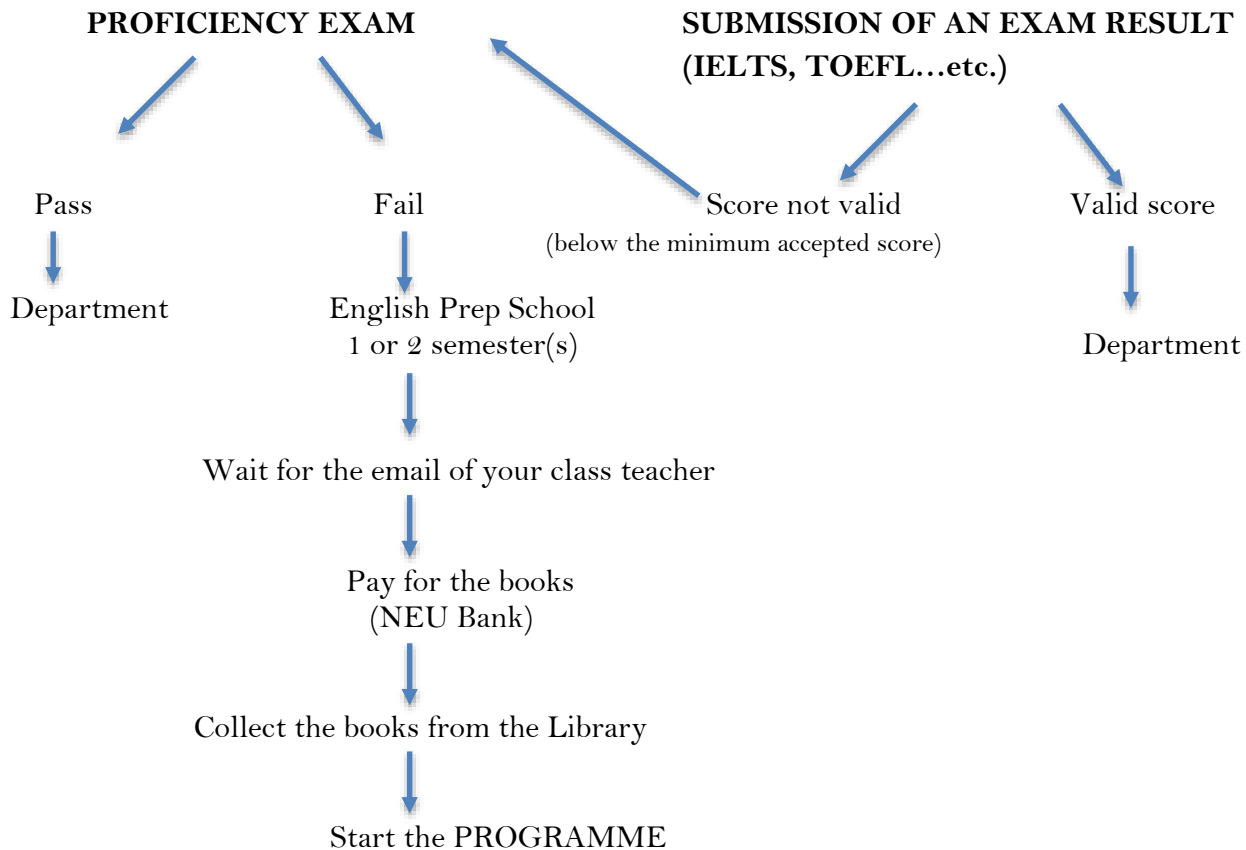 PROFICIENCY EXAM
SUBMISSION OF AN EXAM RESULT
(IELTS, TOEFL…etc.)
Pass
Fail
Score not valid
(below the minimum accepted score)
Valid score
Department
English Prep School
1 or 2 semester(s)
Department
Wait for the email of your class teacher
Pay for the books
(NEU Bank)
Collect the books from the Library
Start the PROGRAMME